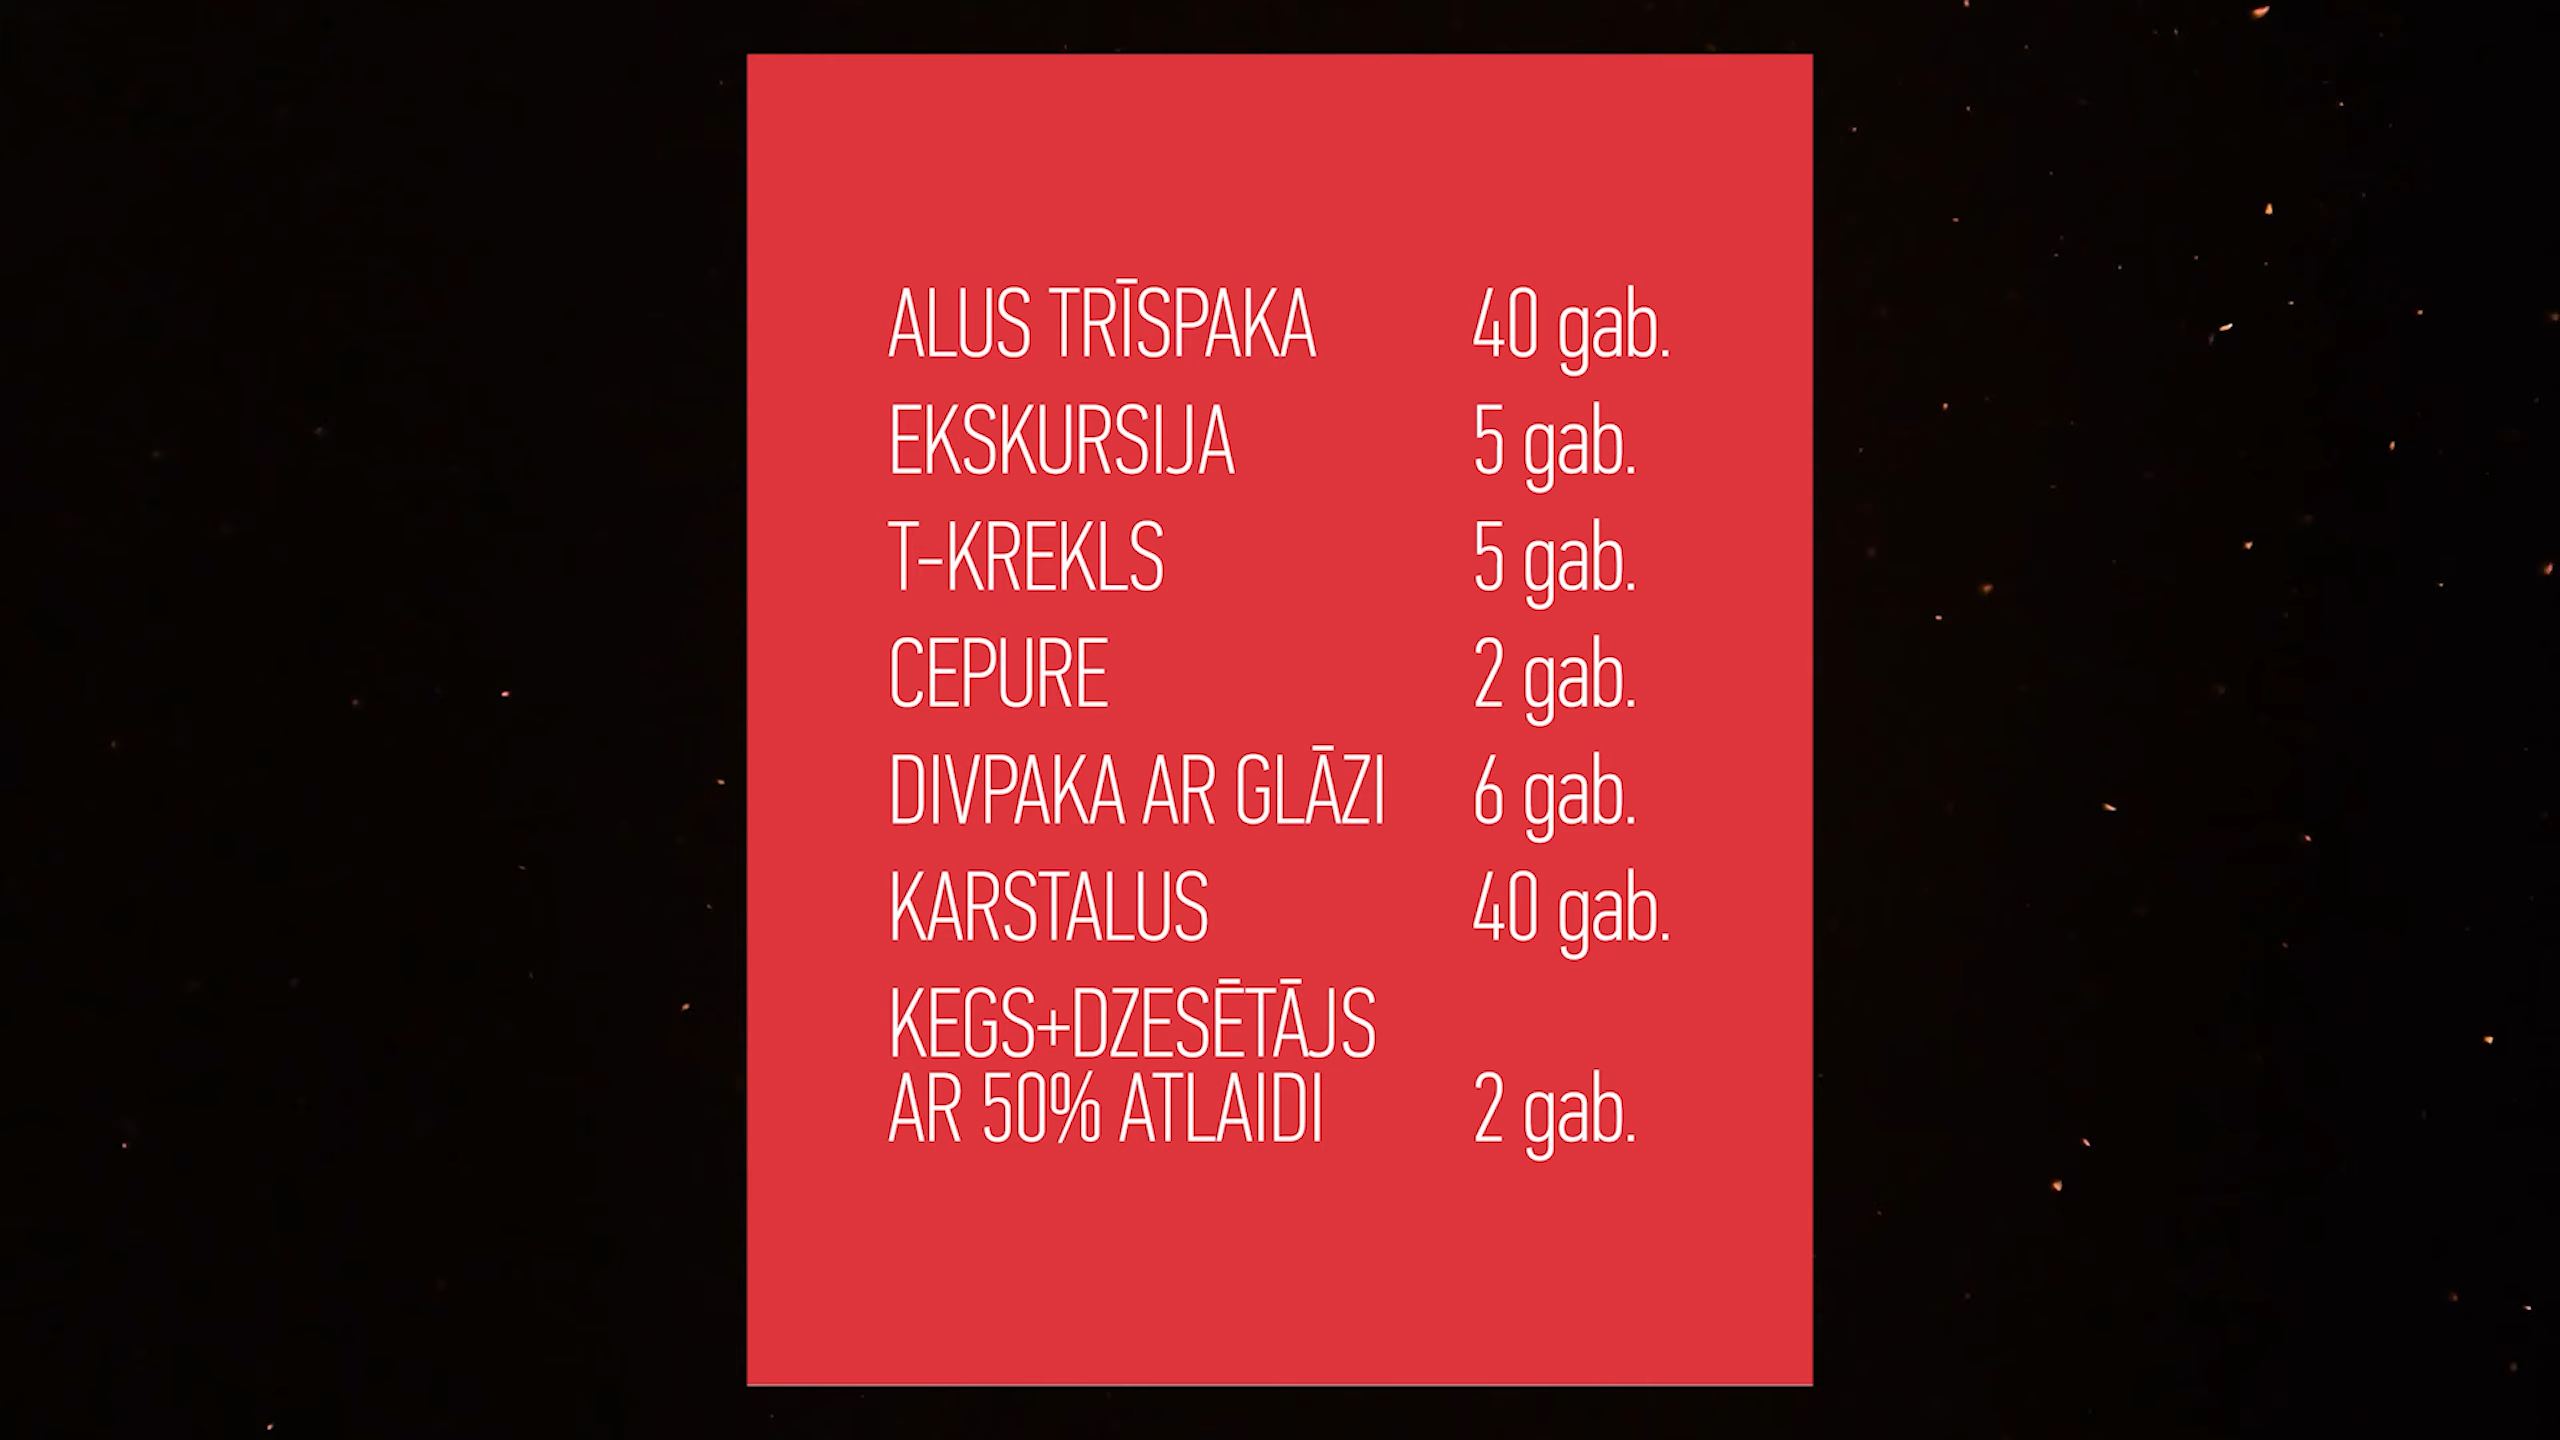 ALUS TRĪSPAKA 40 gab.
EKSKURSIJA 5 gab.
T-KREKLS 5 gab.
CEPURE 2 gab.
DIVPAKA AR GLĀZI 6 gab.
KARSTALUS 40 gab.
KEGS+DZESĒTĀJS
AR 50% ATLAIDI 2 gab.